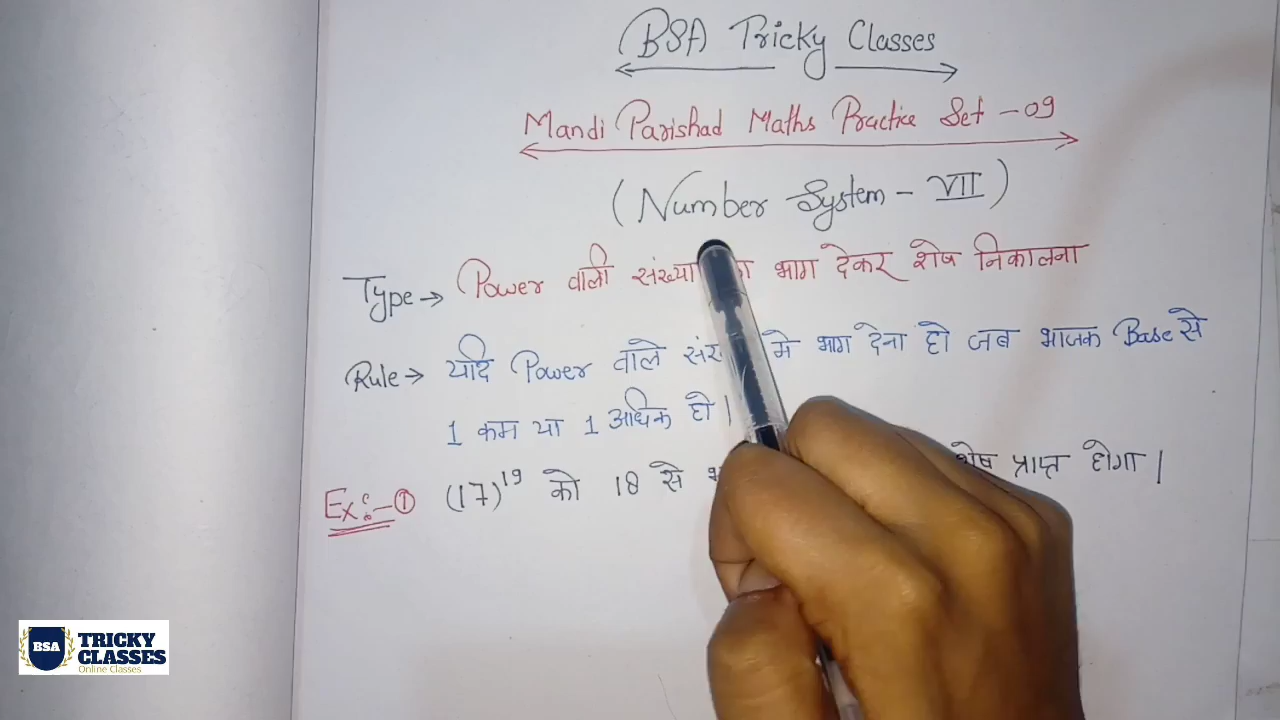 BSA Tricky Classes
Mandi Parishad Maths Practice Set - 09
(Number System - VII)
Type → Power वाली संख्या भाग देकर शेष निकालना
Rule → यदि Power वाले में भाग देना हो जब भाजक Base से
1 कम या 1 अधिक हो।
Ex:- ① (17)¹⁹ को 18 से शेष प्राप्त होगा।
BSA
TRICKY
CLASSES
Online Classes